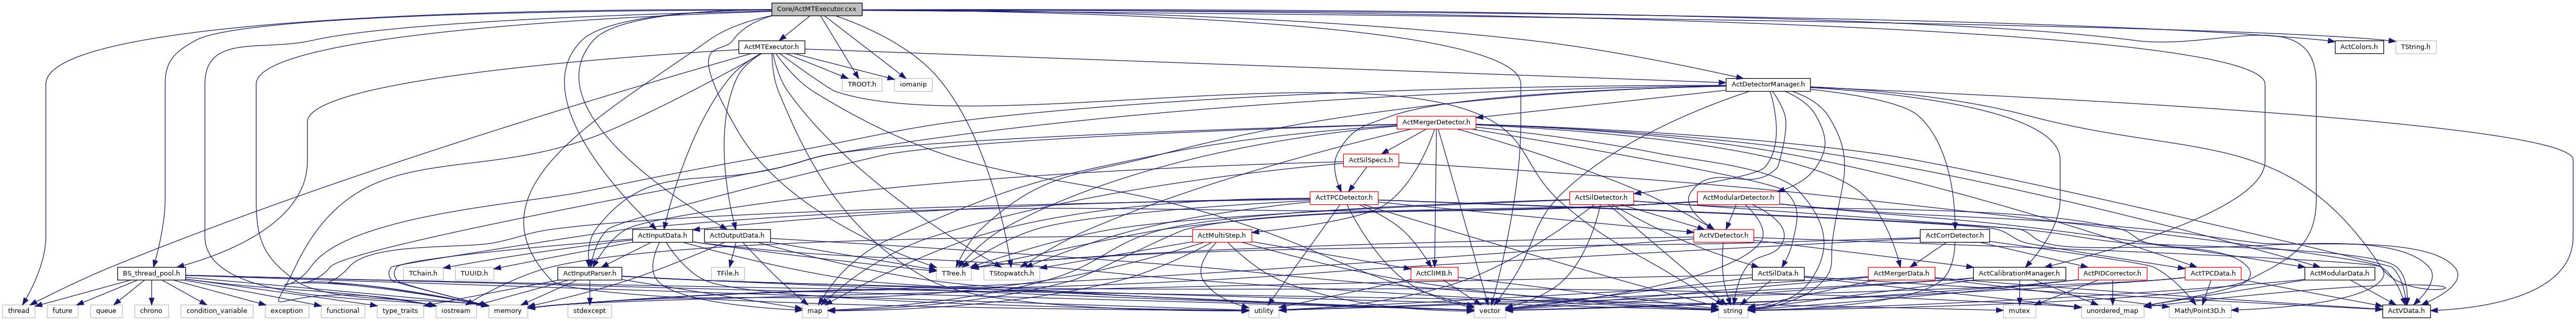 Core/ActMTExecutor.cxx
ActMTExecutor.h
ActColors.h
TString.h
TROOT.h
iomanip
ActDetectorManager.h
ActMergerDetector.h
ActSilSpecs.h
ActTPCDetector.h
ActSilDetector.h
ActModularDetector.h
ActInputData.h
ActOutputData.h
ActMultiStep.h
ActVDetector.h
ActCorrDetector.h
BS_thread_pool.h
TChain.h
TUUID.h
ActInputParser.h
TFile.h
TTree.h
TStopwatch.h
ActClIMB.h
ActSilData.h
ActMergerData.h
ActCalibrationManager.h
ActPIDCorrector.h
ActTPCData.h
ActModularData.h
thread
future
queue
chrono
condition_variable
exception
functional
type_traits
iostream
memory
stdexcept
map
utility
vector
string
mutex
unordered_map
Math/Point3D.h
ActVData.h